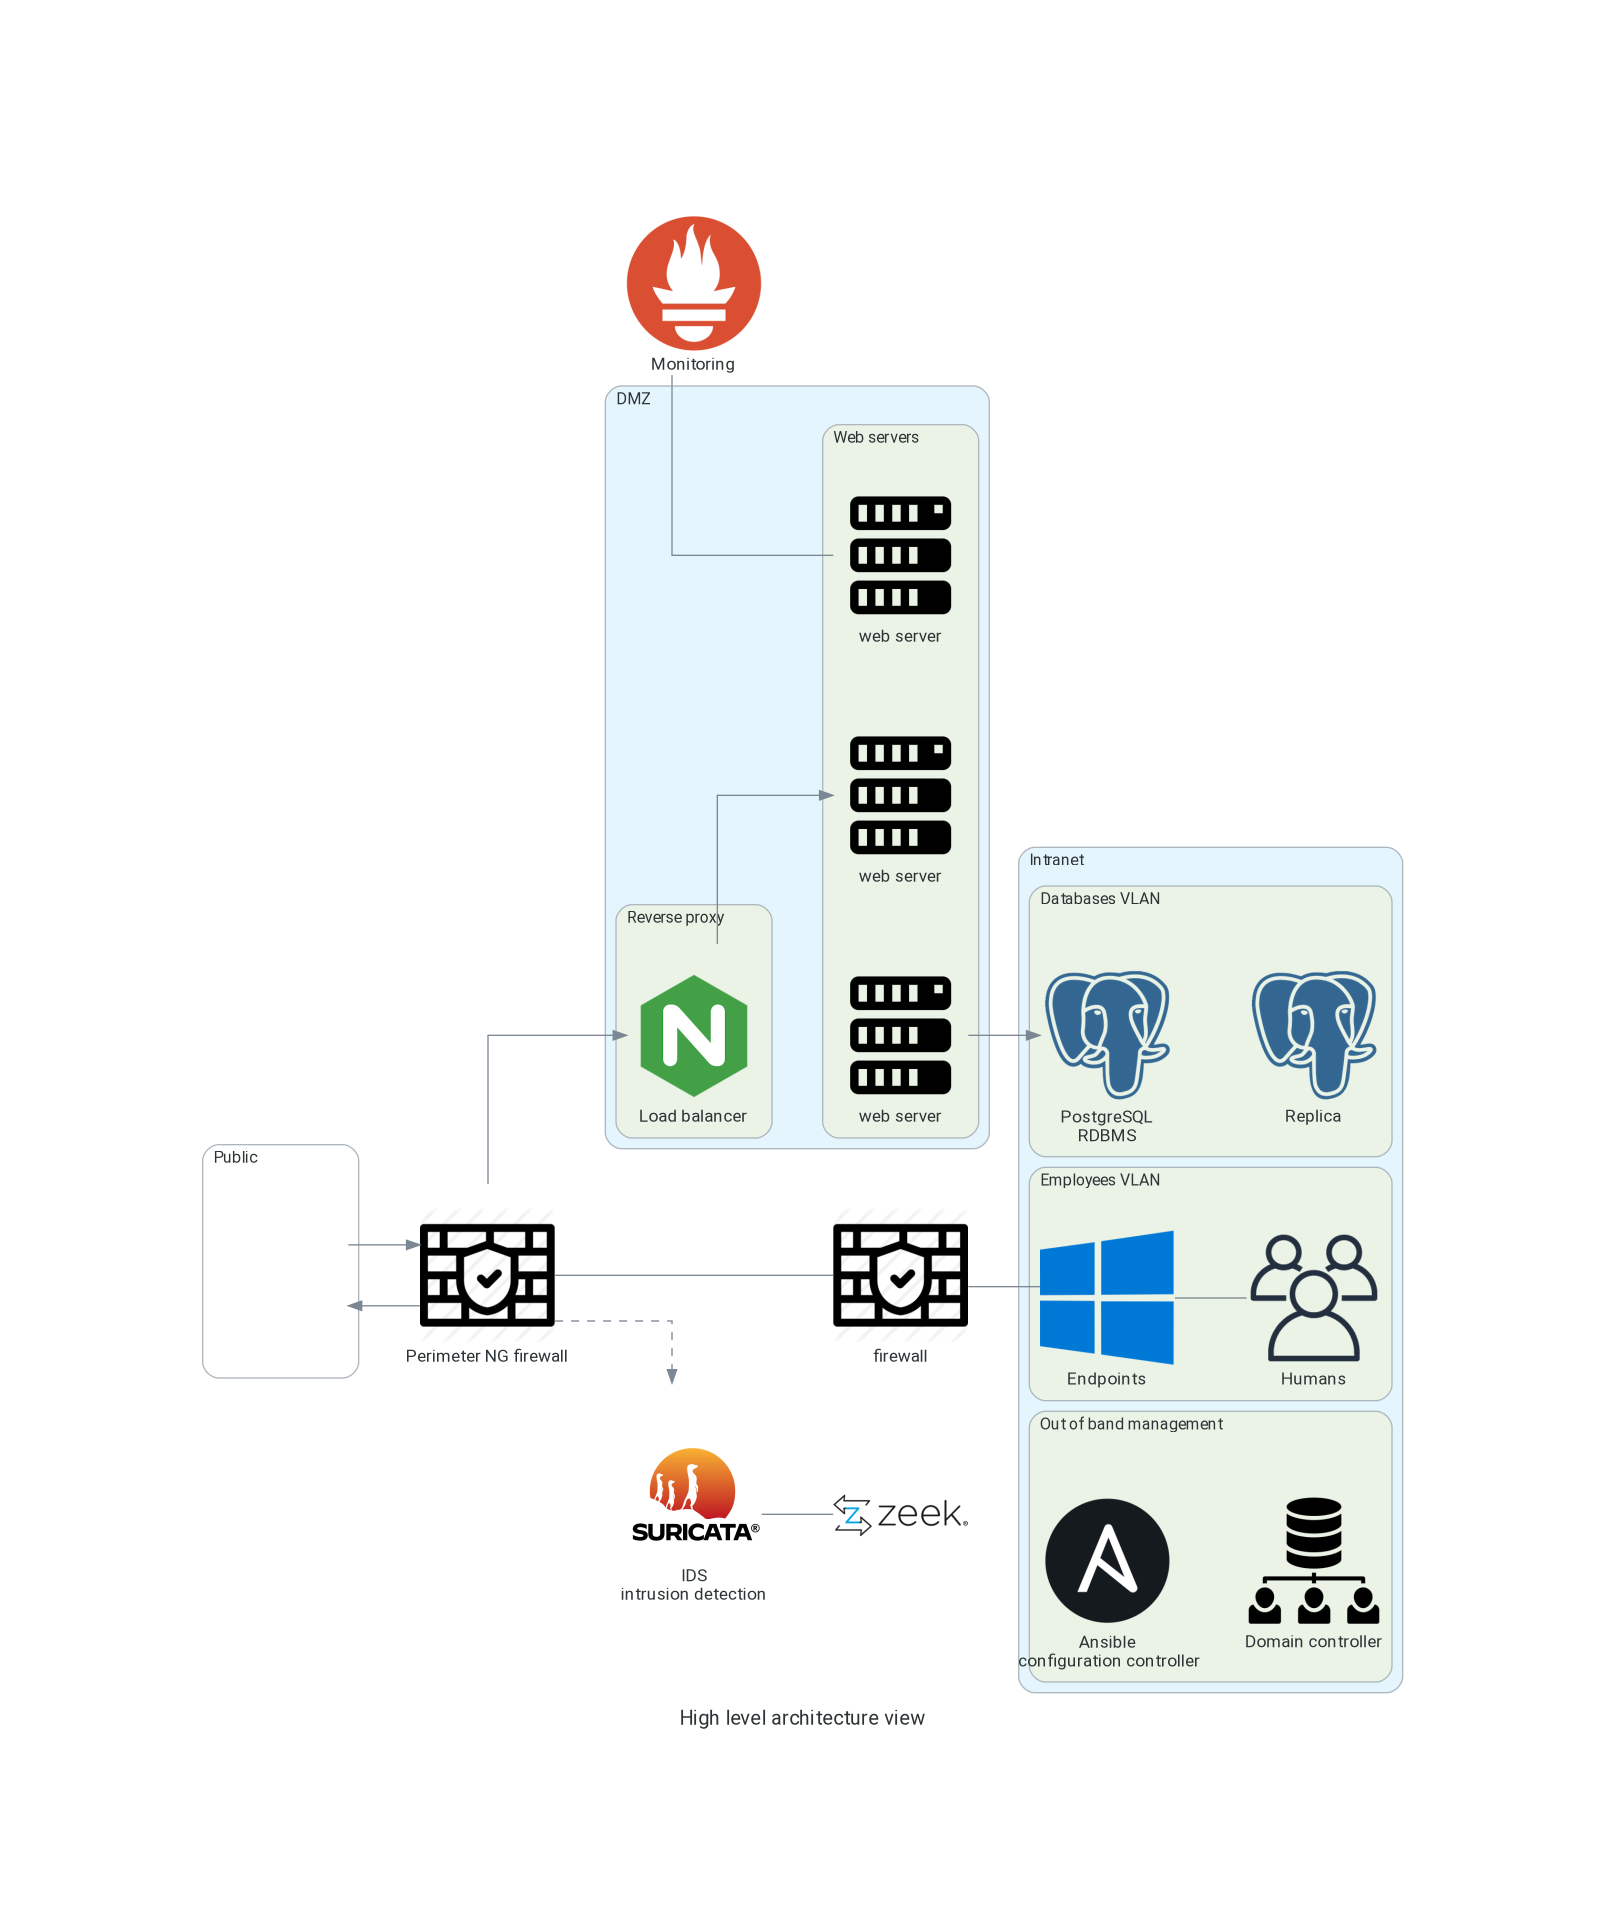 Monitoring
DMZ
Web servers
web server
web server
Reverse proxy
N
Load balancer
web server
Intranet
Databases VLAN
PostgreSQL
RDBMS
Replica
Public
Perimeter NG firewall
firewall
Employees VLAN
Endpoints
Humans
SURICATA®
IDS
intrusion detection
z zeek®
Out of band management
Ansible
configuration controller
Domain controller
High level architecture view